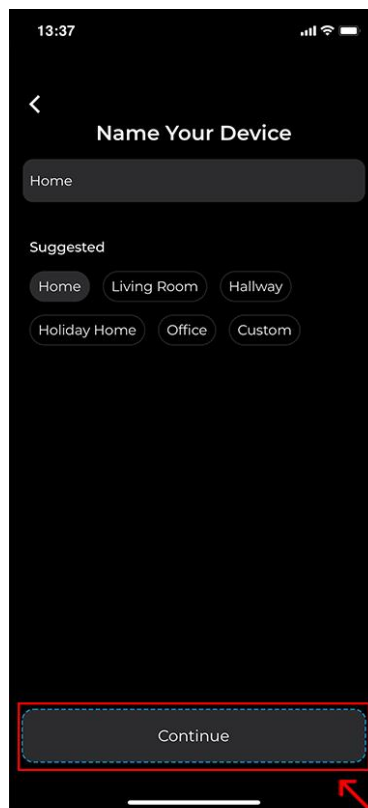 13:37
Name Your Device
Home
Suggested
Home Living Room Hallway
Holiday Home Office Custom
Continue